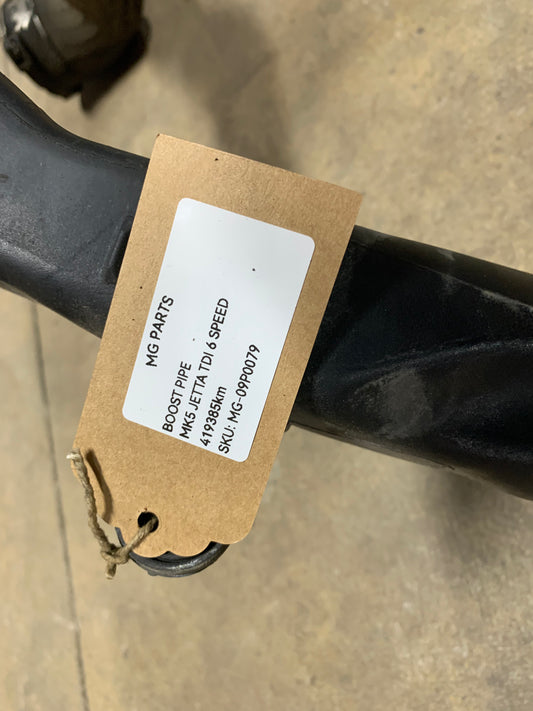 MG PARTS
BOOST PIPE
MK5 JETTA TDI 6 SPEED
419385km
SKU: MG-09P0079